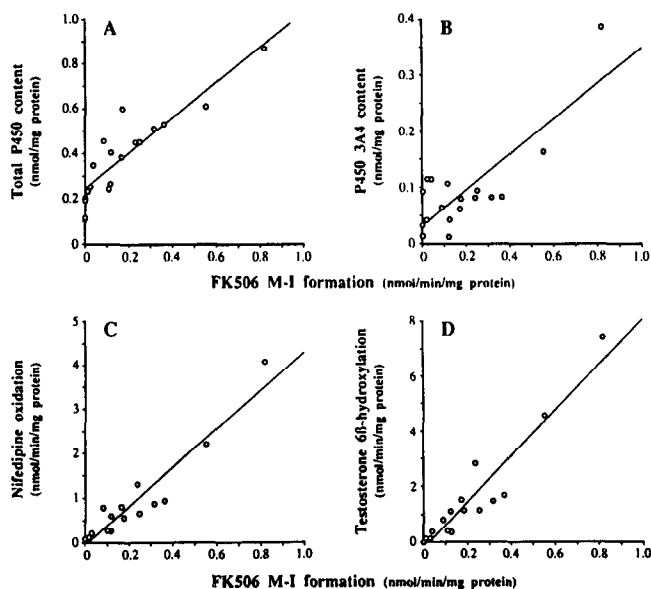 A
Total P450 content
(nmol/mg protein)
1.0
0.8
0.6
0.4
0.2
0
0 0.2 0.4 0.6 0.8 1.0
B
P450 3A4 content
(nmol/mg protein)
0.4
0.3
0.2
0.1
0
0 0.2 0.4 0.6 0.8 1.0
FK506 M-I formation (nmol/min/mg protein)
C
Nifedipine oxidation
(nmol/min/mg protein)
5
4
3
2
1
0
0 0.2 0.4 0.6 0.8 1.0
D
Testosterone 6ß-hydroxylation
(nmol/min/mg protein)
8
6
4
2
0
0 0.2 0.4 0.6 0.8 1.0
FK506 M-I formation (nmol/min/mg protein)